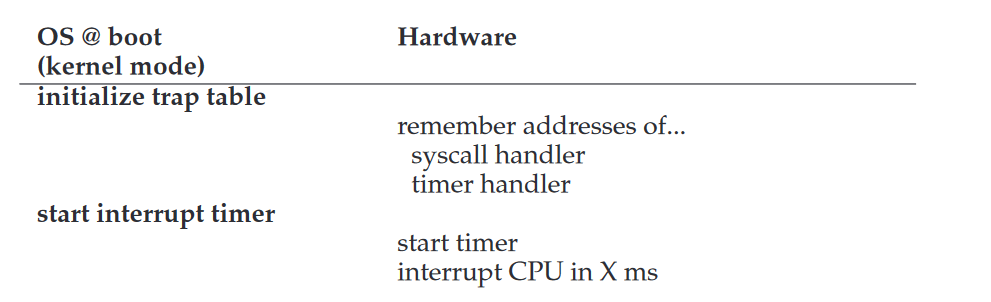 OS @ boot Hardware
(kernel mode)
initialize trap table
remember addresses of...
syscall handler
timer handler
start interrupt timer
start timer
interrupt CPU in X ms